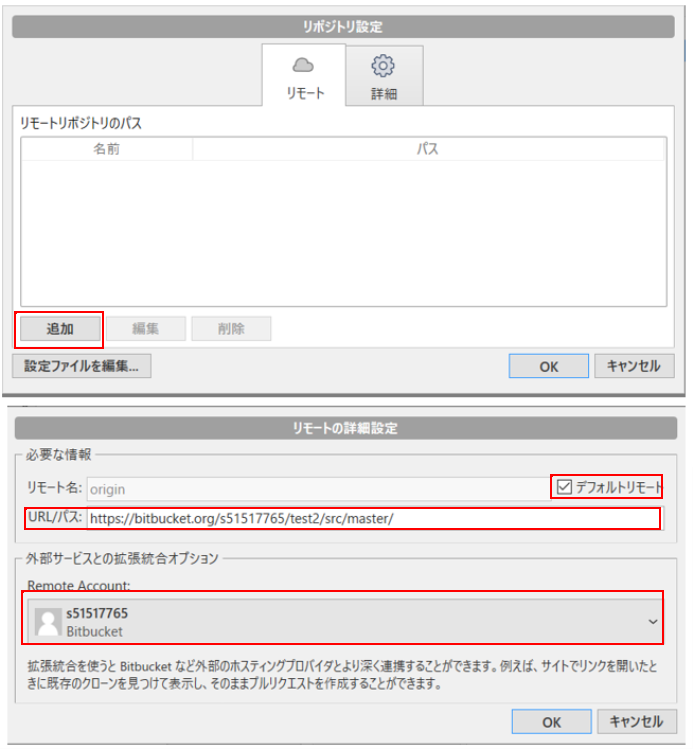 リポジトリ設定
リモート
詳細
リモートリポジトリのパス
名前
パス
追加
編集
削除
設定ファイルを編集...
OK
キャンセル
リモートの詳細設定
必要な情報
リモート名: origin
デフォルトリモート
URL/パス: https://bitbucket.org/s51517765/test2/src/master/
外部サービスとの拡張統合オプション
Remote Account:
s51517765
Bitbucket
拡張統合を使うと Bitbucket など外部のホスティングプロバイダとより深く連携することができます。例えば、サイトでリンクを開いたと
きに既存のクローンを見つけて表示し、そのままプルリクエストを作成することができます。
OK
キャンセル